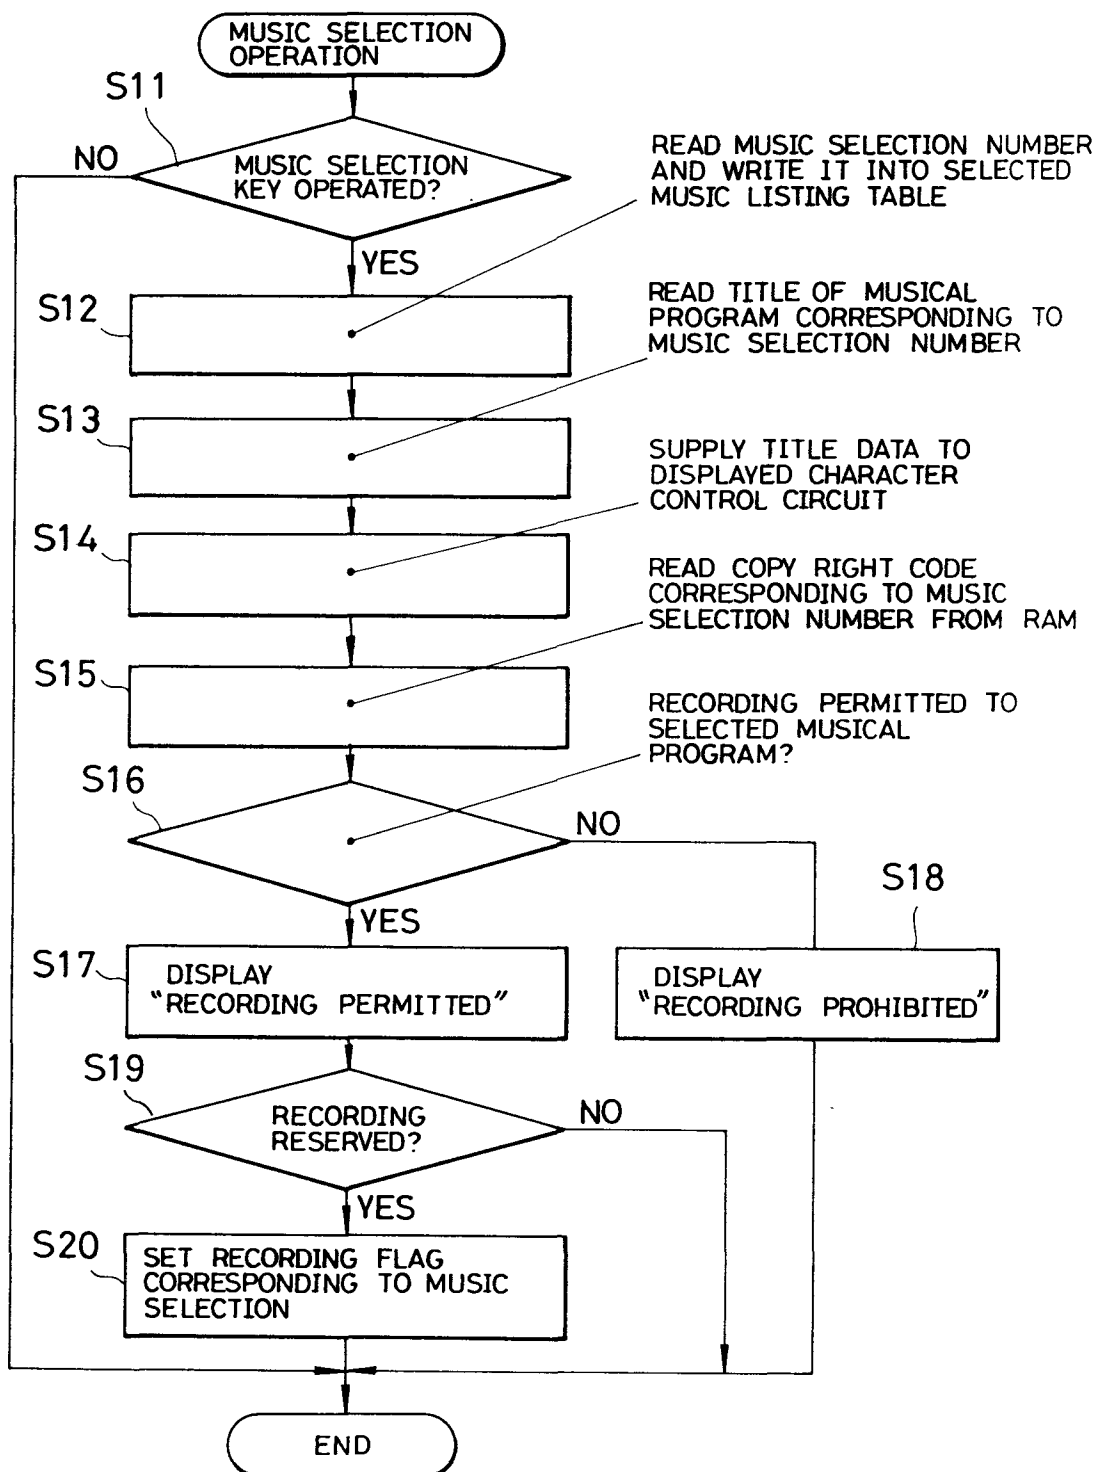 MUSIC SELECTION
OPERATION
S11
NO
MUSIC SELECTION
KEY OPERATED?
READ MUSIC SELECTION NUMBER
AND WRITE IT INTO SELECTED
MUSIC LISTING TABLE
YES
S12
READ TITLE OF MUSICAL
PROGRAM CORRESPONDING TO
MUSIC SELECTION NUMBER
S13
SUPPLY TITLE DATA TO
DISPLAYED CHARACTER
CONTROL CIRCUIT
S14
READ COPY RIGHT CODE
CORRESPONDING TO MUSIC
SELECTION NUMBER FROM RAM
S15
RECORDING PERMITTED TO
SELECTED MUSICAL
PROGRAM?
S16
NO
YES
S18
S17
DISPLAY
"RECORDING PERMITTED"
DISPLAY
"RECORDING PROHIBITED"
S19
RECORDING
RESERVED?
NO
YES
S20
SET RECORDING FLAG
CORRESPONDING TO MUSIC
SELECTION
END